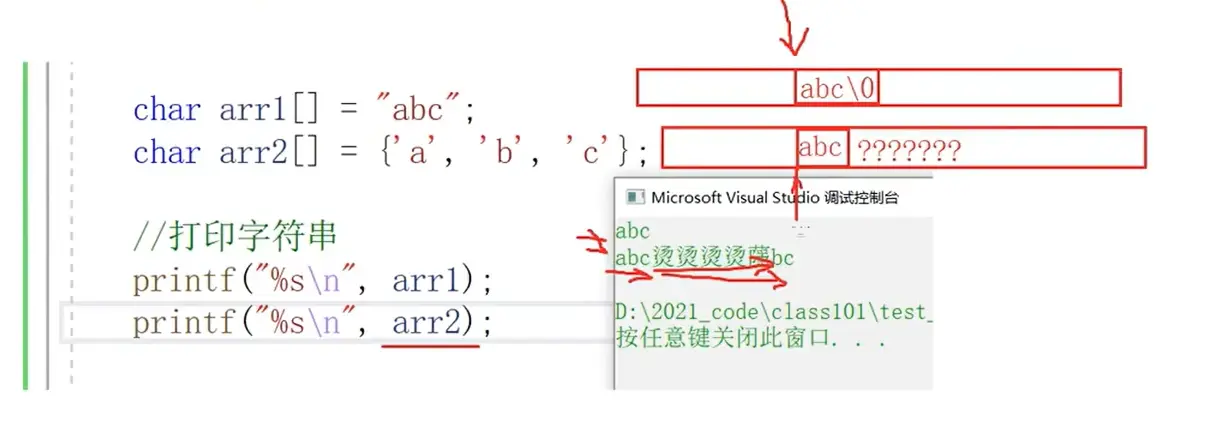 abc\0
char arr1[] = "abc";
char arr2[] = {'a', 'b', 'c'};
abc ???????
Microsoft Visual Studio 调试控制台
abc
abc烫烫烫烫蘟bc
//打印字符串
printf("%s\n", arr1);
printf("%s\n", arr2);
D:\2021_code\class101\test_
按任意键关闭此窗口. . .